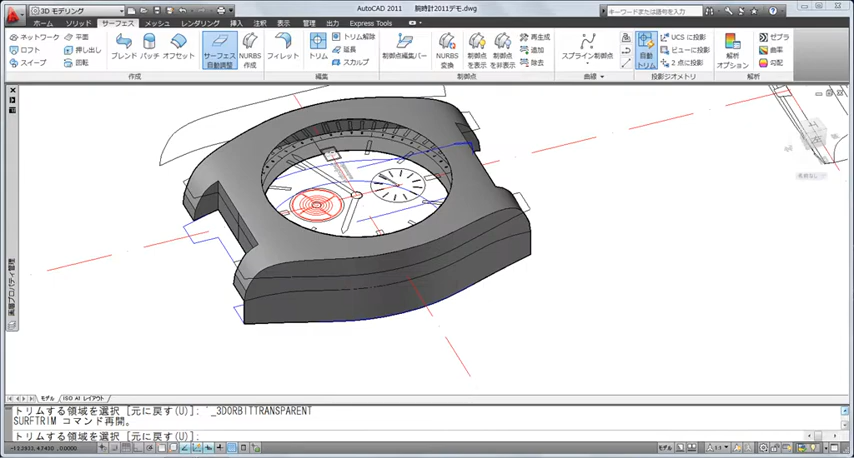 3D モデリング
AutoCAD 2011 腕時計2011デモ.dwg
キーワードまたは語句を入力
ホーム ソリッド サーフェス メッシュ レンダリング 挿入 注釈 表示 管理 出力 Express Tools
ネットワーク 平面
ロフト 押し出し
スイープ 回転
ブレンド パッチ オフセット
サーフェス
自動調整
NURBS
作成
フィレット
トリム
トリム解除
延長
スカルプ
制御点編集バー
NURBS
変換
制御点
を表示
制御点
を非表示
再作成
追加
除去
スプライン制御点
自動
トリム
UCS に投影
ビューに投影
2 点に投影
解析
オプション
ゼブラ
曲率
勾配
作成 編集 制御点 曲線 投影ジオメトリ 解析
画層プロパティ管理
モデル ISO A1 レイアウト
トリムする領域を選択 [元に戻す(U)]: '_3DORBITTRANSPARENT
SURFTRIM コマンド再開。
トリムする領域を選択 [元に戻す(U)]:
モデル